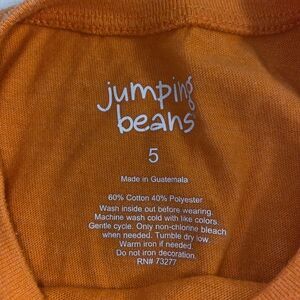 jumping
beans
5
Made in Guatemala
60% Cotton 40% Polyester
Wash inside out before wearing.
Machine wash cold with like colors.
Gentle cycle. Only non-chlorine bleach
when needed. Tumble dry low.
Warm iron if needed.
Do not iron decoration.
RN# 73277